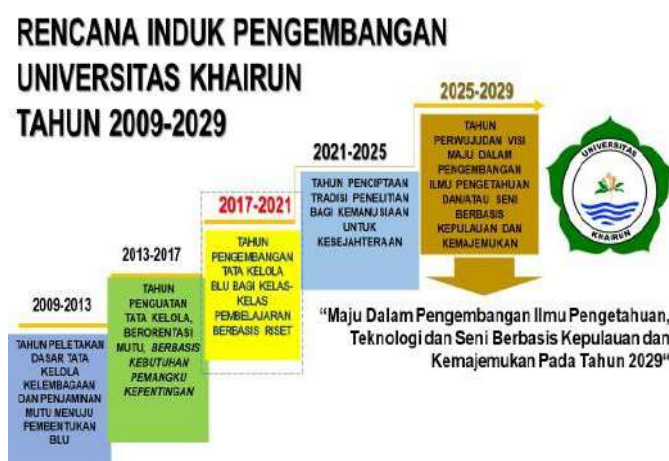 RENCANA INDUK PENGEMBANGAN
UNIVERSITAS KHAIRUN
TAHUN 2009-2029
2009-2013
TAHUN PELETAKAN
DASAR TATA
KELOLA
KELEMBAGAAN
DAN PENJAMINAN
MUTU MENUJU
PEMBENTUKAN
BLU
2013-2017
TAHUN
PENGUATAN
TATA KELOLA,
BERORENTASI
MUTU, BERBASIS
KEBUTUHAN
PEMANGKU
KEPENTINGAN
2017-2021
TAHUN
PENGEMBANGAN
TATA KELOLA
BLU BAGI KELAS-
KELAS
PEMBELAJARAN
BERBASIS RISET
2021-2025
TAHUN PENCIPTAAN
TRADISI PENELITIAN
BAGI KEMANUSIAAN
UNTUK
KESEJAHTERAAN
2025-2029
TAHUN
PERWUJUDAN VISI
MAJU DALAM
PENGEMBANGAN
ILMU PENGETAHUAN
DAN/ATAU SENI
BERBASIS
KEPULAUAN DAN
KEMAJEMUKAN
UNIVERSITAS
KHAIRUN
“Maju Dalam Pengembangan Ilmu Pengetahuan,
Teknologi dan Seni Berbasis Kepulauan dan
Kemajemukan Pada Tahun 2029“